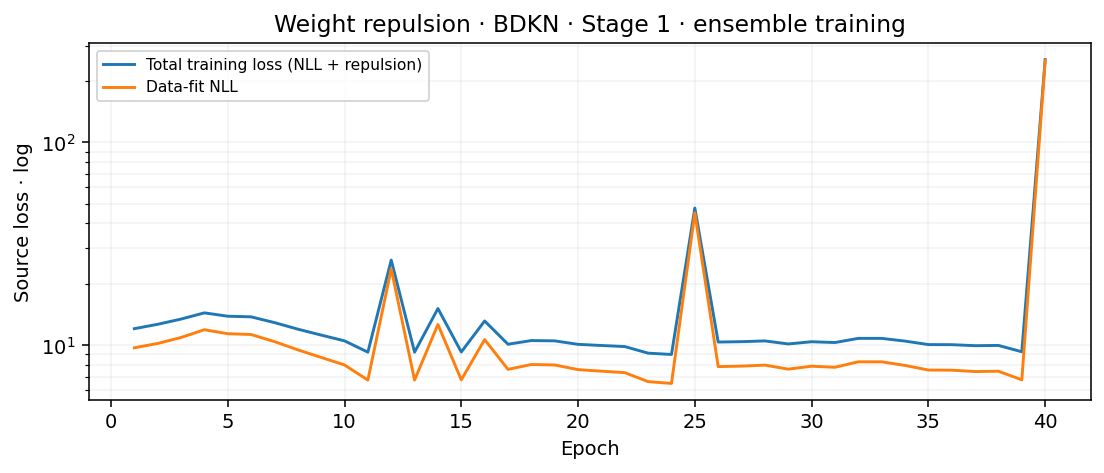 Weight repulsion · BDKN · Stage 1 · ensemble training
Total training loss (NLL + repulsion)
Data-fit NLL
Source loss · log
10²
10¹
0 5 10 15 20 25 30 35 40
Epoch